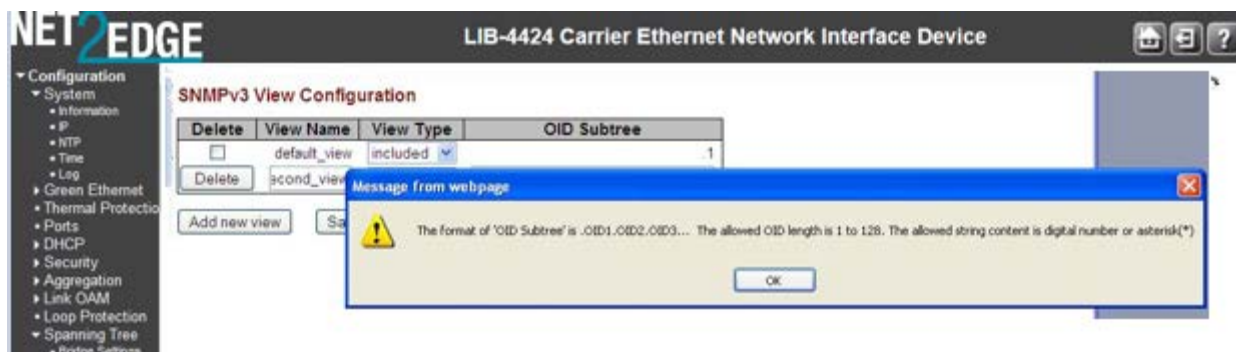 NET2EDGE
LIB-4424 Carrier Ethernet Network Interface Device
?
Configuration
System
Information
IP
NTP
Time
Log
Green Ethernet
Thermal Protectio
Ports
DHCP
Security
Aggregation
Link OAM
Loop Protection
Spanning Tree
Bridge Settings
SNMPv3 View Configuration
Delete View Name View Type OID Subtree
default_view included .1
Delete econd_view
Add new view Sa
Message from webpage
The format of 'OID Subtree' is .OID1.OID2.OID3... The allowed OID length is 1 to 128. The allowed string content is digital number or asterisk(*)
OK